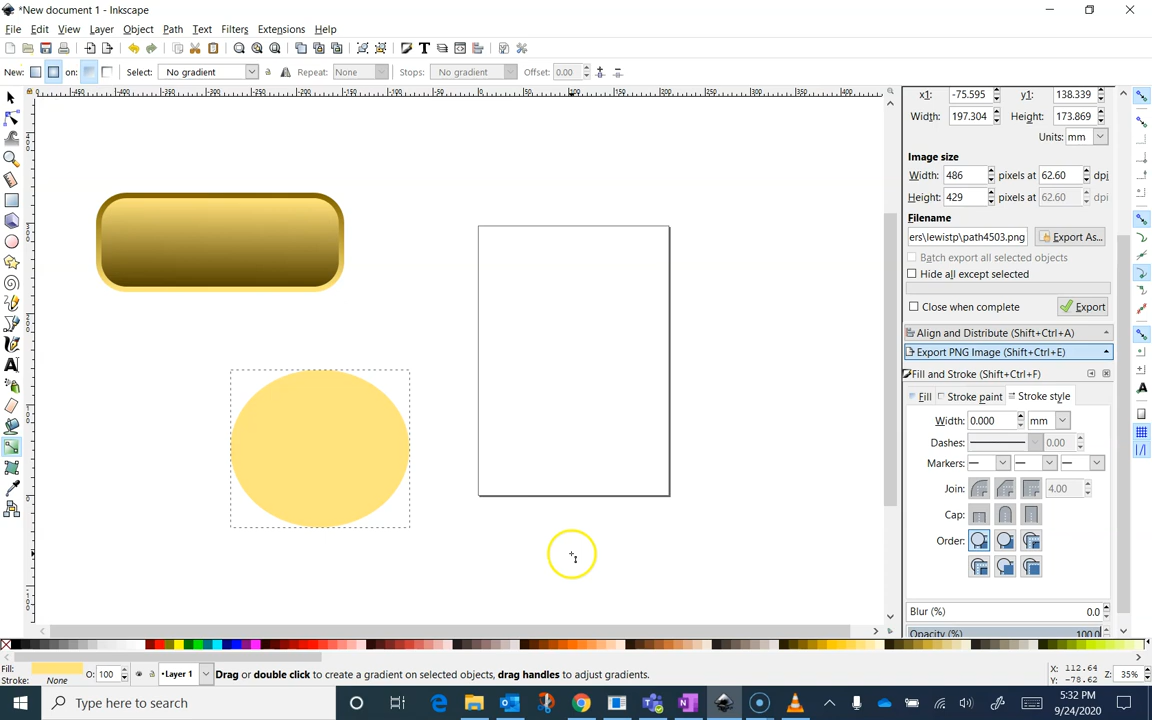 *New document 1 - Inkscape
File Edit View Layer Object Path Text Filters Extensions Help
New: on: Select: No gradient Repeat: None Stops: No gradient Offset: 0.00
x1: -75.595 y1: 138.339
Width: 197.304 Height: 173.869
Units: mm
Image size
Width: 486 pixels at 62.60 dpi
Height: 429 pixels at 62.60 dpi
Filename
ers\lewistp\path4503.png Export As...
Batch export all selected objects
Hide all except selected
Close when complete Export
Align and Distribute (Shift+Ctrl+A)
Export PNG Image (Shift+Ctrl+E)
Fill and Stroke (Shift+Ctrl+F)
Fill Stroke paint Stroke style
Width: 0.000 mm
Dashes: 0.00
Markers:
Join: 4.00
Cap:
Order:
Blur (%) 0.0
Opacity (%) 100.0
Fill: O: 100 Layer 1 Drag or double click to create a gradient on selected objects, drag handles to adjust gradients. X: 112.64 Z: 35%
Stroke: None Y: -78.62
Type here to search
5:32 PM
9/24/2020